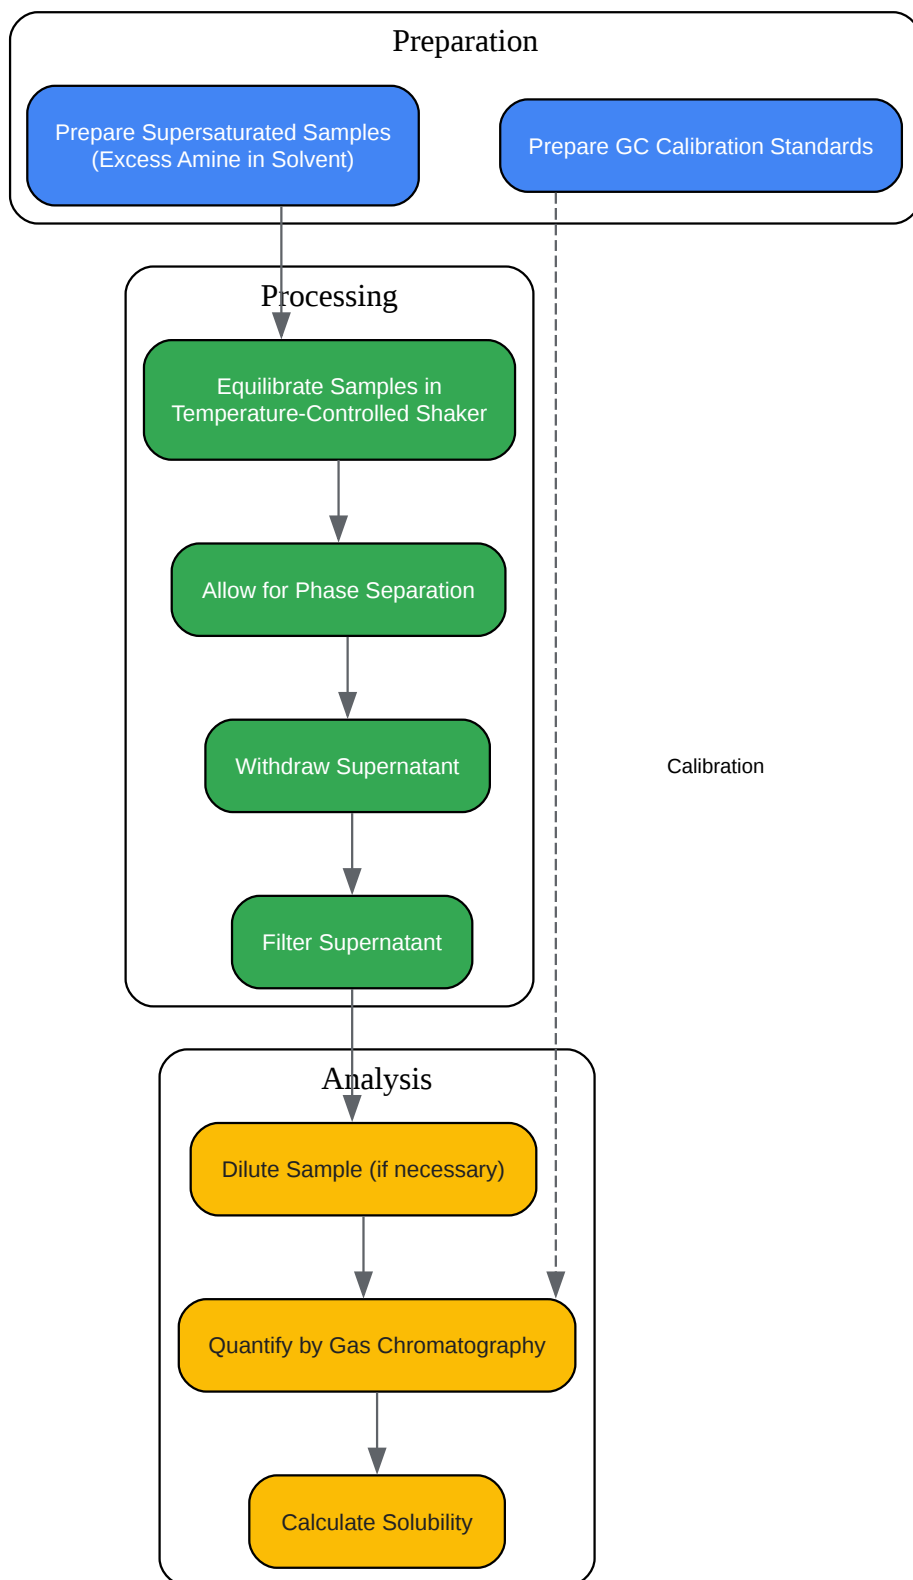 Preparation
Prepare Supersaturated Samples
(Excess Amine in Solvent)
Prepare GC Calibration Standards
Processing
Equilibrate Samples in
Temperature-Controlled Shaker
Allow for Phase Separation
Withdraw Supernatant
Calibration
Filter Supernatant
Analysis
Dilute Sample (if necessary)
Quantify by Gas Chromatography
Calculate Solubility